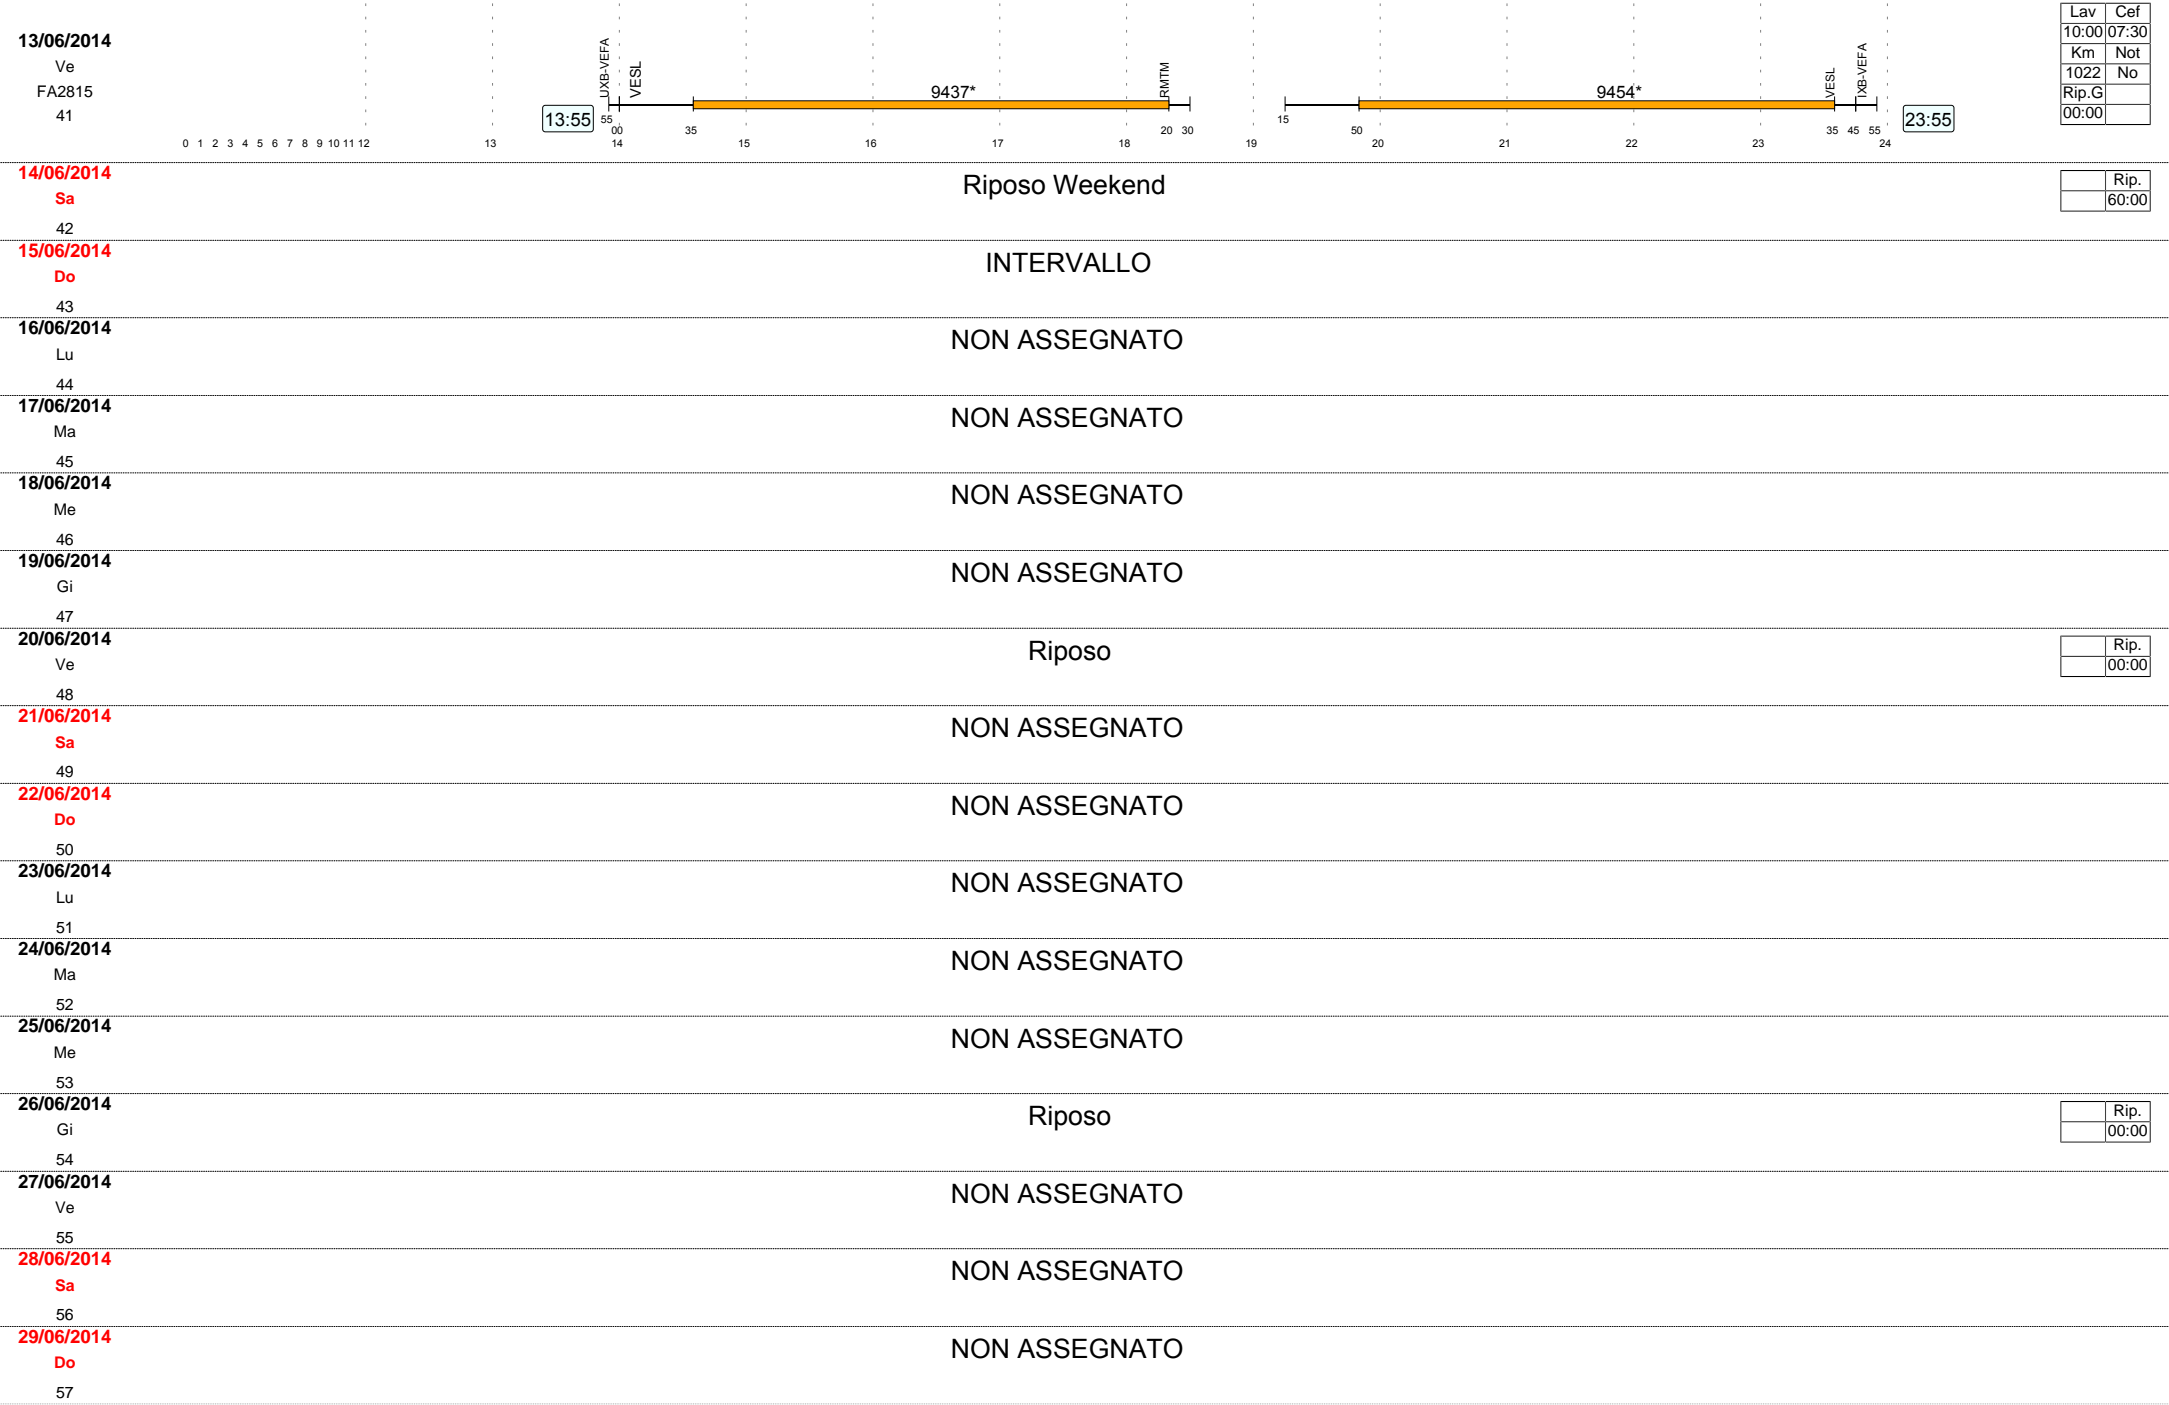 13/06/2014
Ve
FA2815
41
13:55
UXB-VEFA
VESL
9437*
RMTM
9454*
VESL
IXB-VEFA
23:55
55 00 35 20 30 15 50 35 45 55
0 1 2 3 4 5 6 7 8 9 10 11 12 13 14 15 16 17 18 19 20 21 22 23 24
Lav Cef
10:00 07:30
Km Not
1022 No
Rip.G
00:00
14/06/2014
Sa
42
Riposo Weekend
Rip.
60:00
15/06/2014
Do
43
INTERVALLO
16/06/2014
Lu
44
NON ASSEGNATO
17/06/2014
Ma
45
NON ASSEGNATO
18/06/2014
Me
46
NON ASSEGNATO
19/06/2014
Gi
47
NON ASSEGNATO
20/06/2014
Ve
48
Riposo
Rip.
00:00
21/06/2014
Sa
49
NON ASSEGNATO
22/06/2014
Do
50
NON ASSEGNATO
23/06/2014
Lu
51
NON ASSEGNATO
24/06/2014
Ma
52
NON ASSEGNATO
25/06/2014
Me
53
NON ASSEGNATO
26/06/2014
Gi
54
Riposo
Rip.
00:00
27/06/2014
Ve
55
NON ASSEGNATO
28/06/2014
Sa
56
NON ASSEGNATO
29/06/2014
Do
57
NON ASSEGNATO